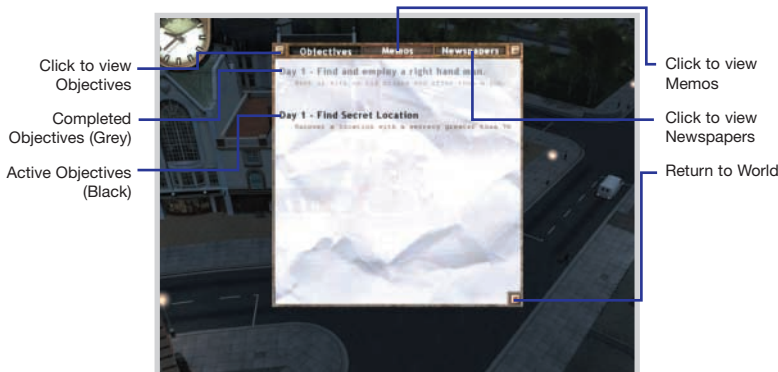 Objectives Memos Newspapers
Click to view
Objectives
Click to view
Memos
Day 1 - Find and employ a right hand man.
Completed
Objectives (Grey)
Day 1 - Find Secret Location
Click to view
Newspapers
Active Objectives
(Black)
Return to World